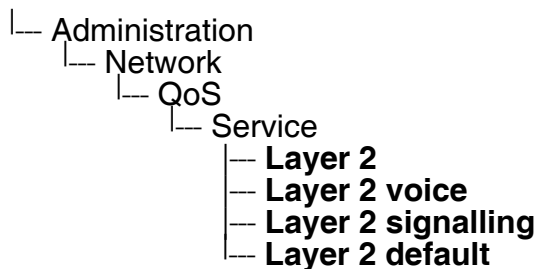 |--- Administration
|--- Network
|--- QoS
|--- Service
|--- Layer 2
|--- Layer 2 voice
|--- Layer 2 signalling
|--- Layer 2 default